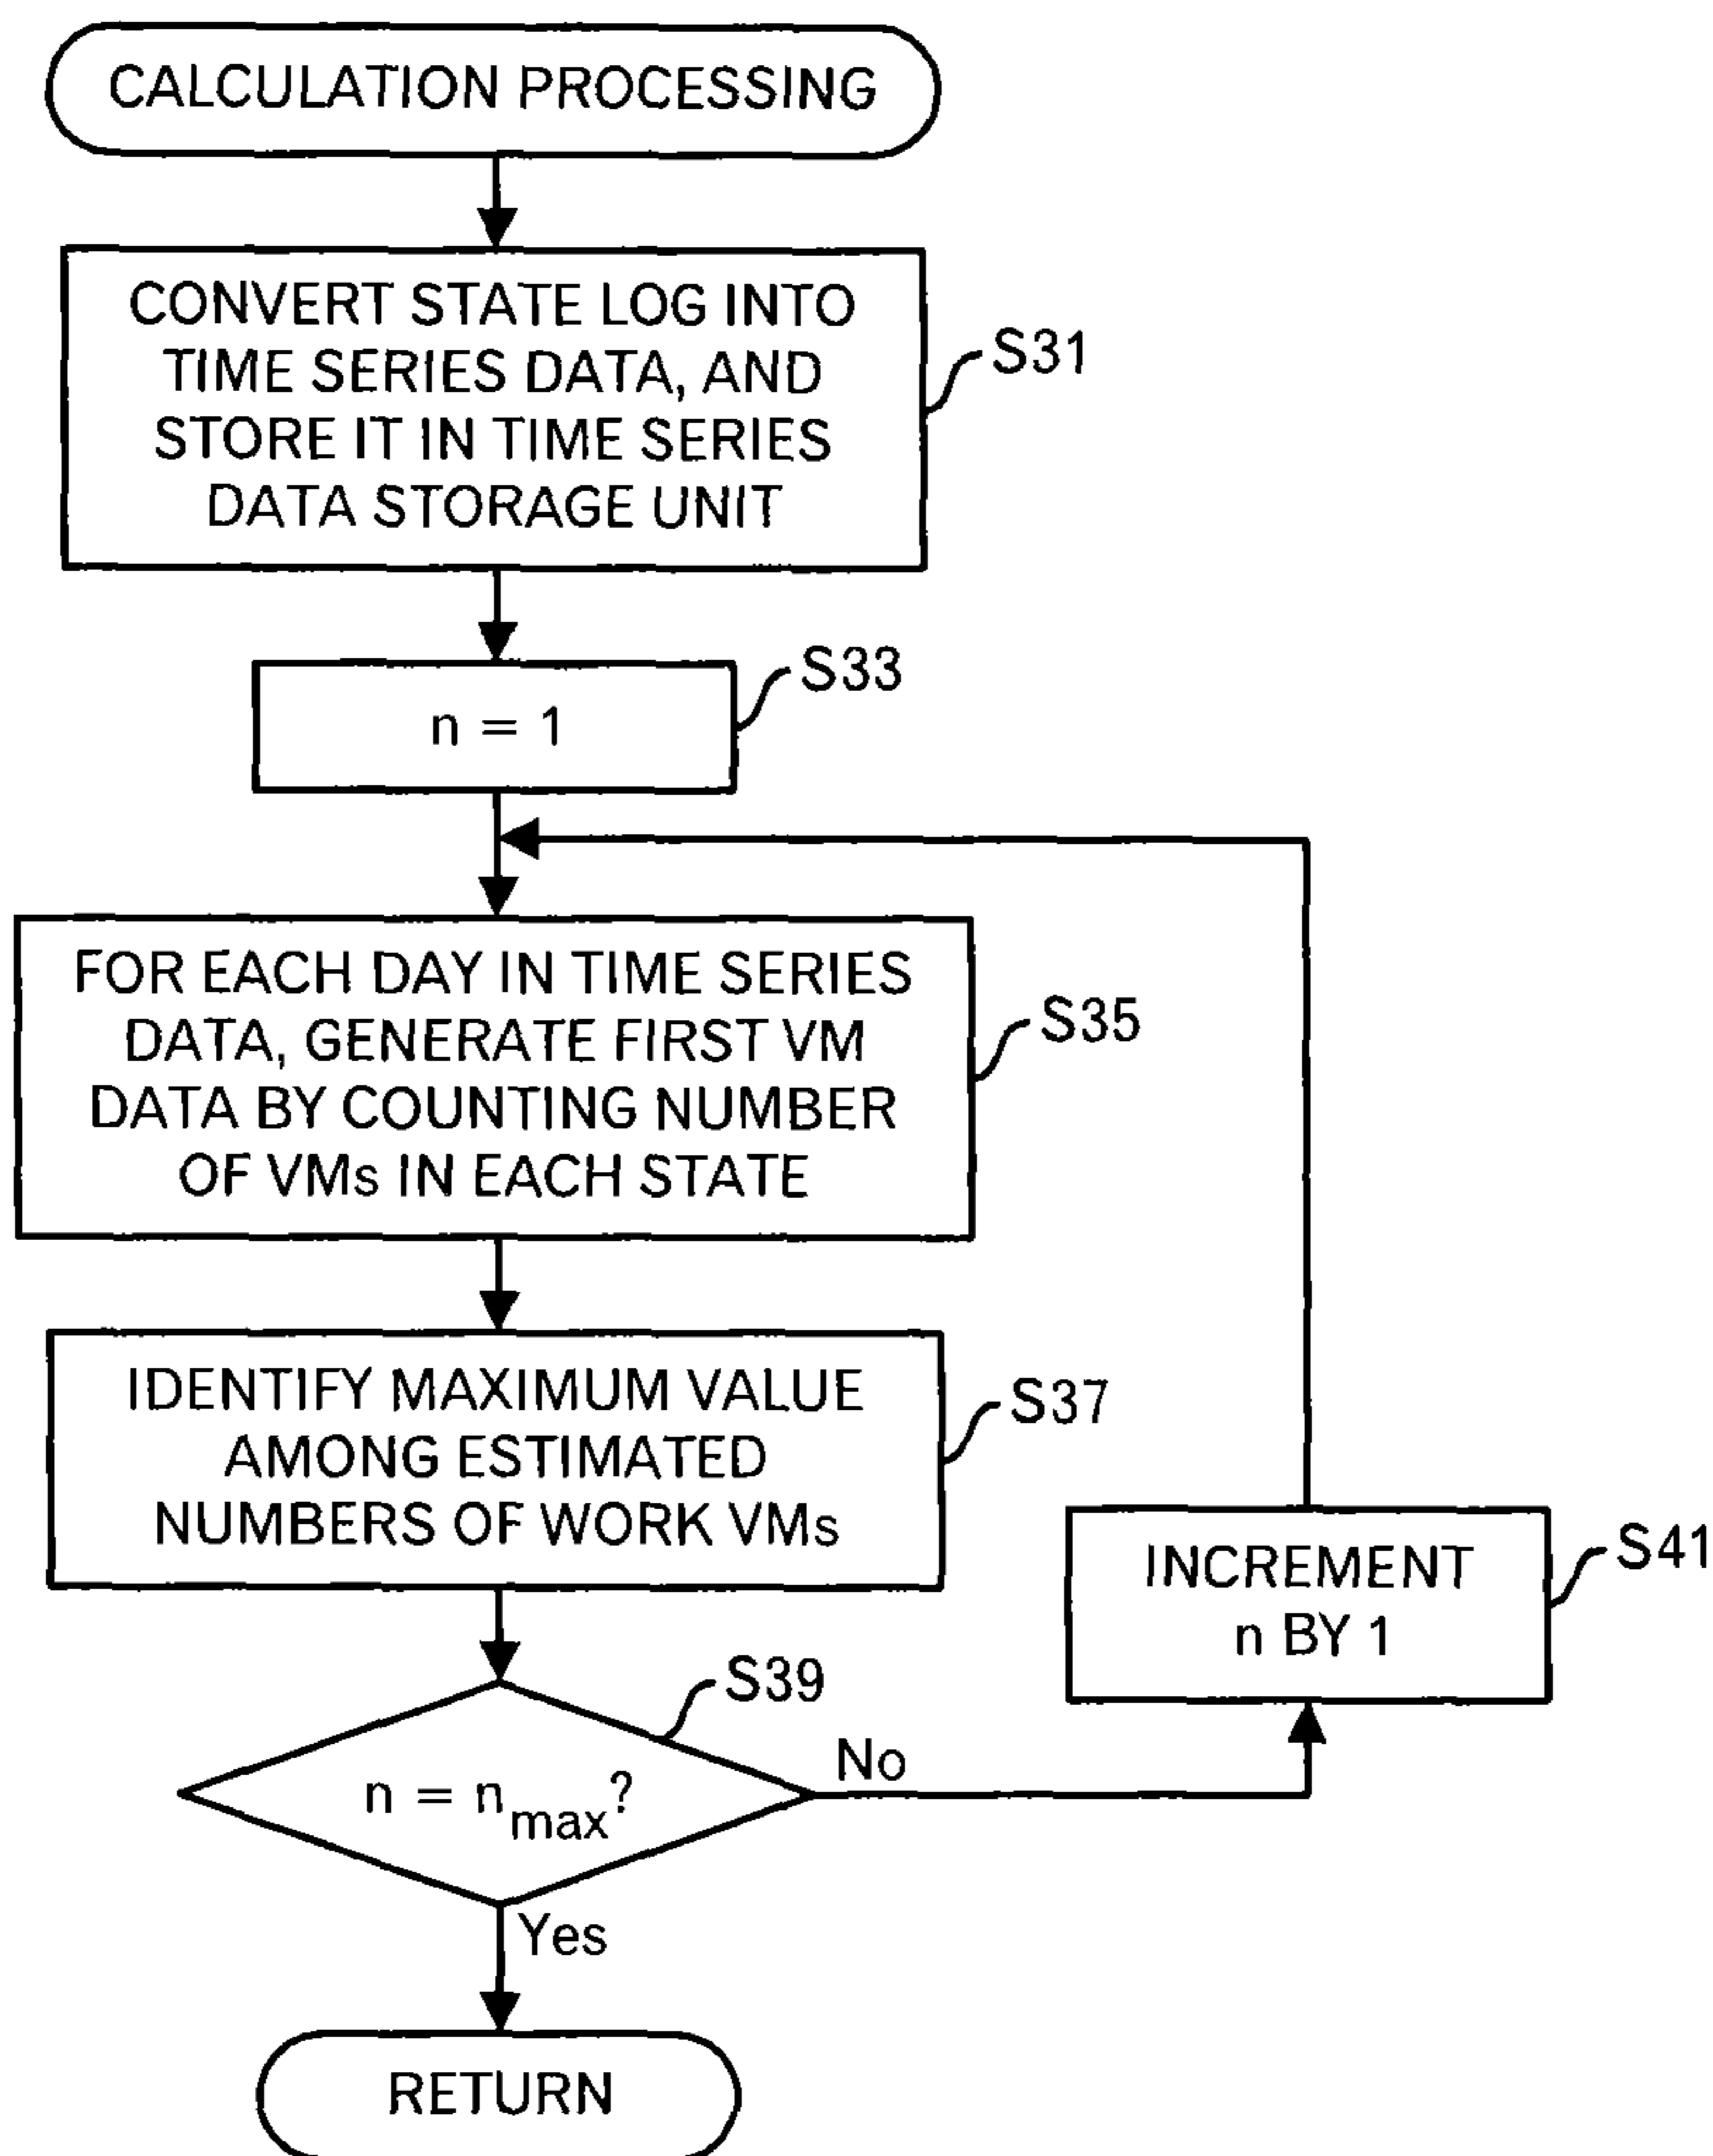 CALCULATION PROCESSING
CONVERT STATE LOG INTO
TIME SERIES DATA, AND
STORE IT IN TIME SERIES
DATA STORAGE UNIT
S31
S33
n = 1
FOR EACH DAY IN TIME SERIES
DATA, GENERATE FIRST VM
DATA BY COUNTING NUMBER
OF VMs IN EACH STATE
S35
IDENTIFY MAXIMUM VALUE
AMONG ESTIMATED
NUMBERS OF WORK VMs
S37
INCREMENT
n BY 1
S41
S39
n = nmax?
No
Yes
RETURN